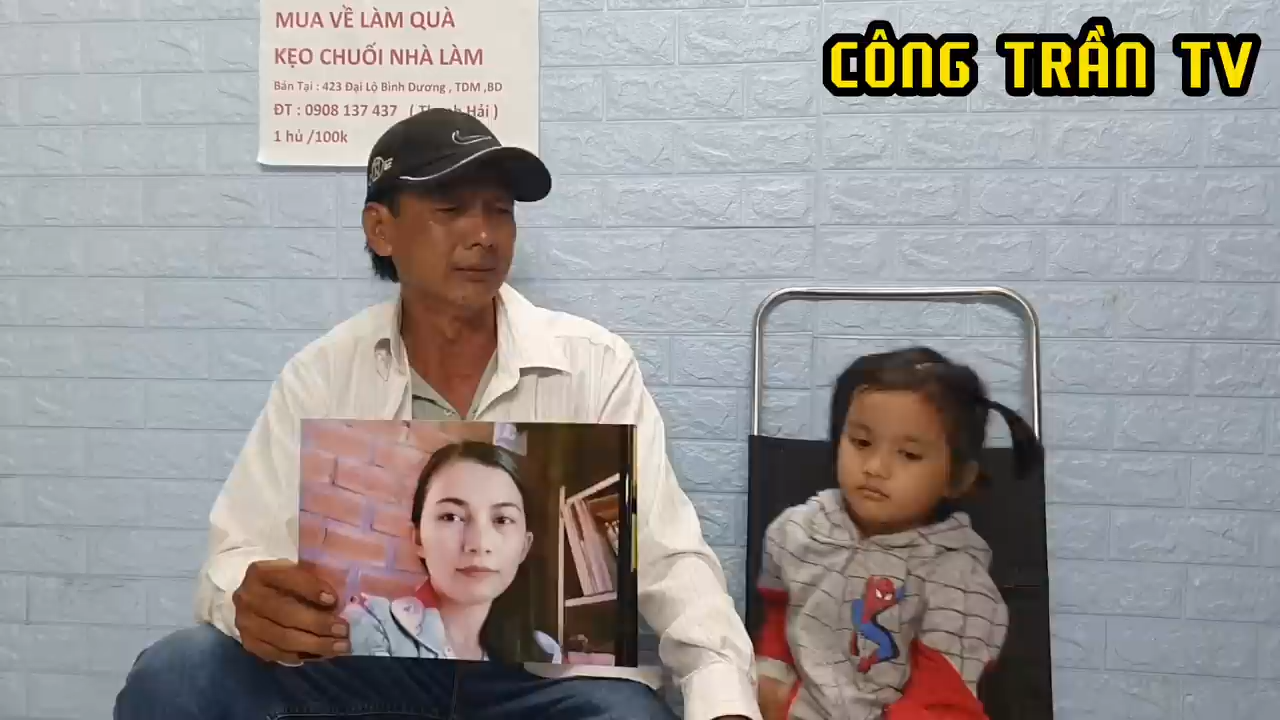 MUA VỀ LÀM QUÀ
KẸO CHUỐI NHÀ LÀM
Bán Tại : 423 Đại Lộ Bình Dương , TDM ,BD
ĐT : 0908 137 437 ( Hải )
1 hủ /100k
CÔNG TRẦN TV